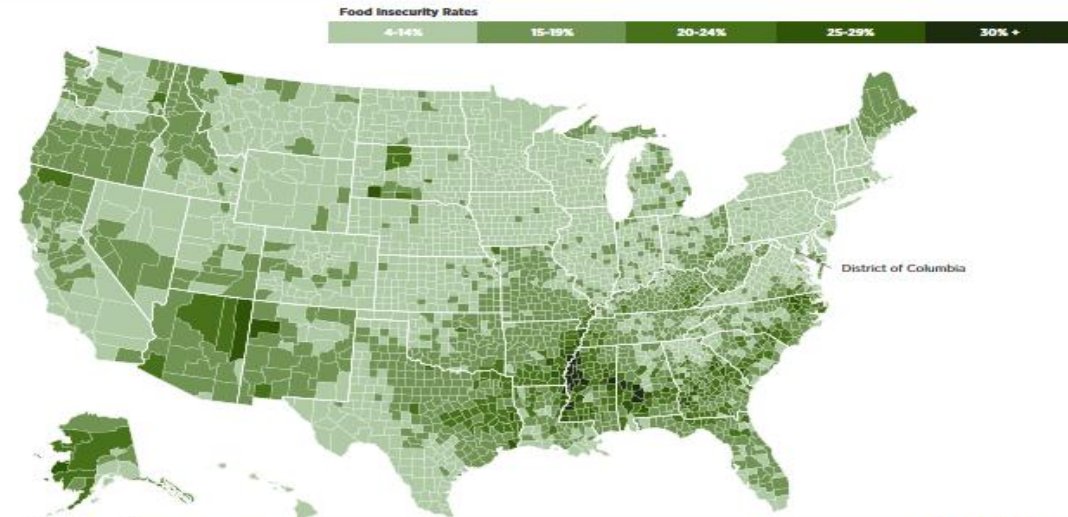 Food Insecurity Rates
4-14% 15-19% 20-24% 25-29% 30% +
District of Columbia